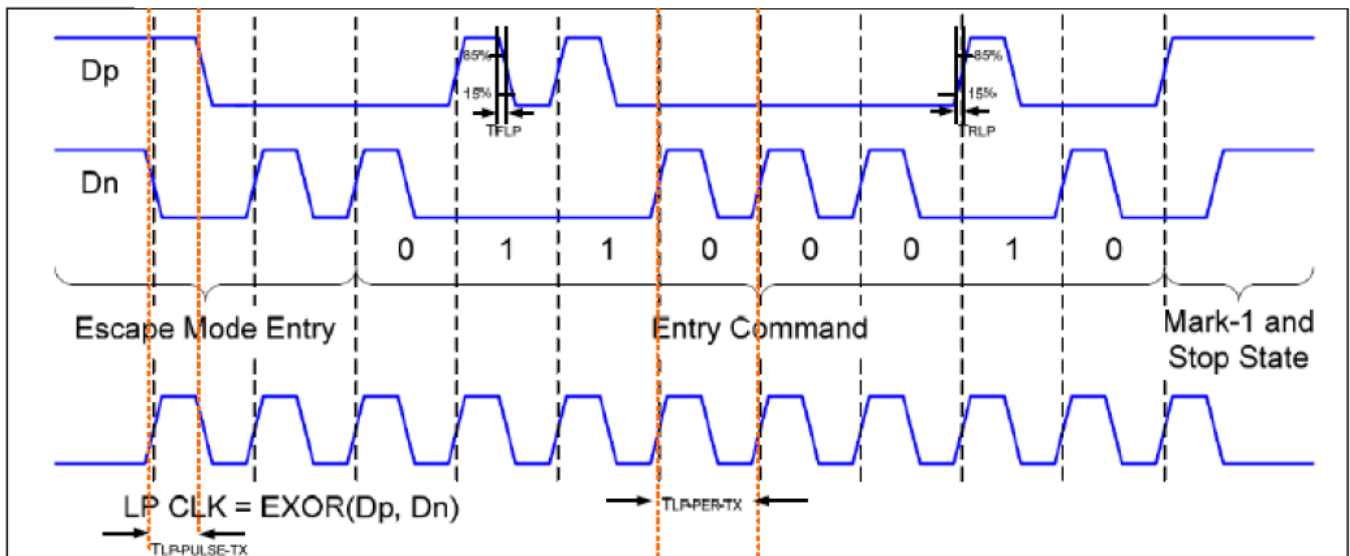 Dp
85%
15%
TFLP
85%
15%
TRLP
Dn
0 1 1 0 0 0 1 0
Escape Mode Entry
Entry Command
Mark-1 and
Stop State
LP CLK = EXOR(Dp, Dn)
TLP-PER-TX
TLP-PULSE-TX